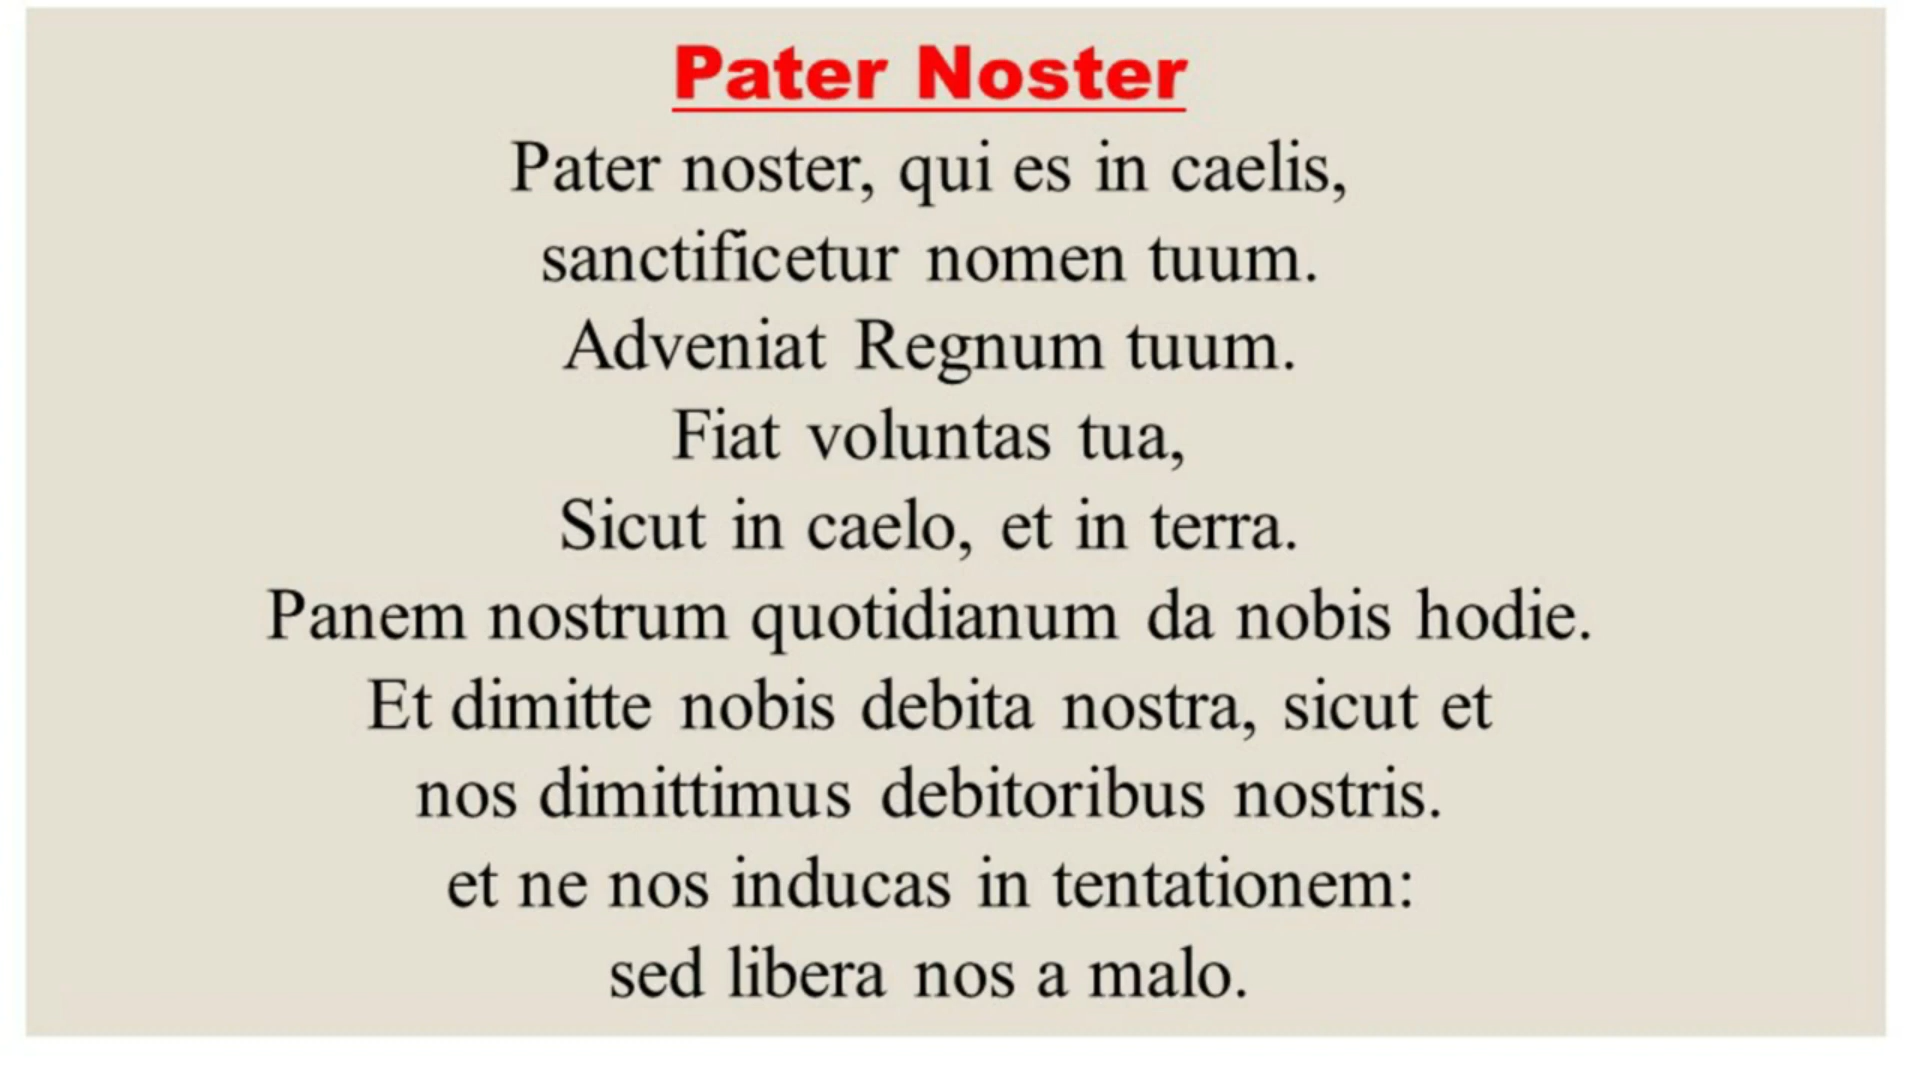 Pater Noster
Pater noster, qui es in caelis,
sanctificetur nomen tuum.
Adveniat Regnum tuum.
Fiat voluntas tua,
Sicut in caelo, et in terra.
Panem nostrum quotidianum da nobis hodie.
Et dimitte nobis debita nostra, sicut et
nos dimittimus debitoribus nostris.
et ne nos inducas in tentationem:
sed libera nos a malo.